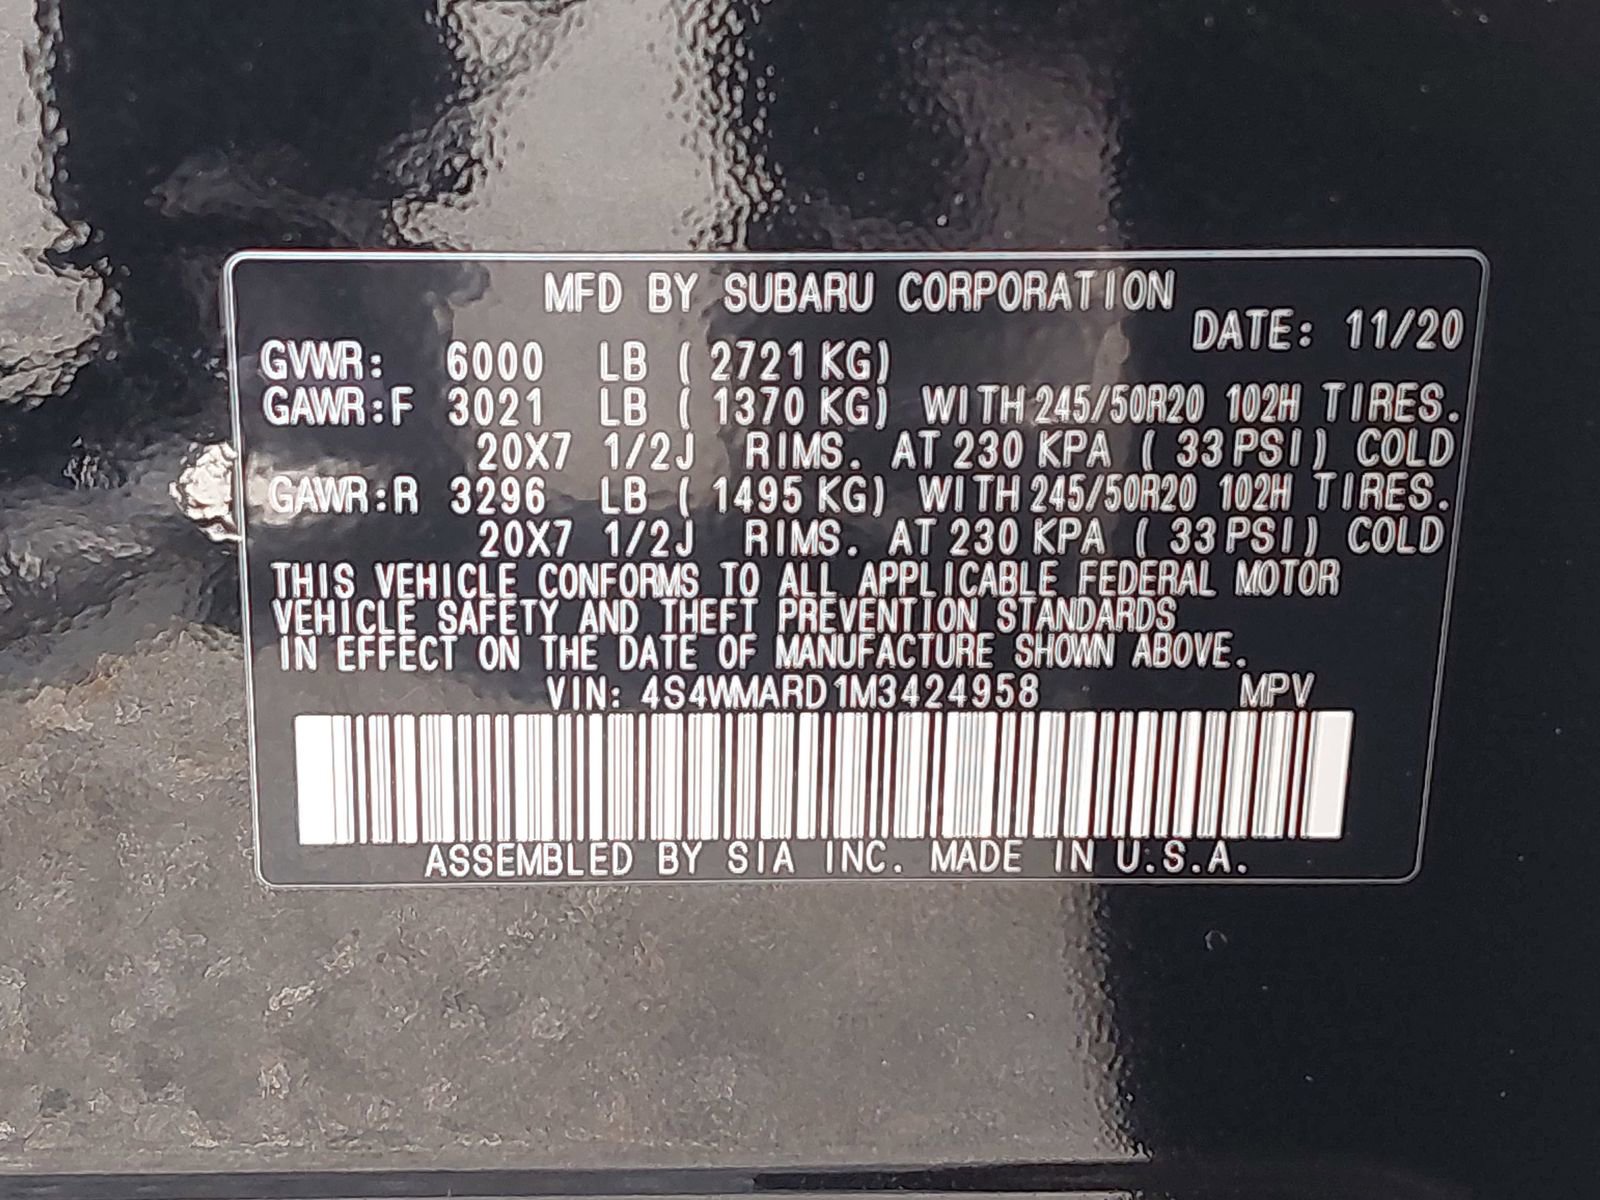 MFD BY SUBARU CORPORATION
DATE: 11/20
GVWR: 6000 LB ( 2721 KG)
GAWR:F 3021 LB ( 1370 KG) WITH 245/50R20 102H TIRES.
20X7 1/2J RIMS. AT 230 KPA ( 33 PSI) COLD
GAWR:R 3296 LB ( 1495 KG) WITH 245/50R20 102H TIRES.
20X7 1/2J RIMS. AT 230 KPA ( 33 PSI) COLD
THIS VEHICLE CONFORMS TO ALL APPLICABLE FEDERAL MOTOR
VEHICLE SAFETY AND THEFT PREVENTION STANDARDS
IN EFFECT ON THE DATE OF MANUFACTURE SHOWN ABOVE.
VIN: 4S4WMARD1M3424958 MPV
ASSEMBLED BY SIA INC. MADE IN U.S.A.